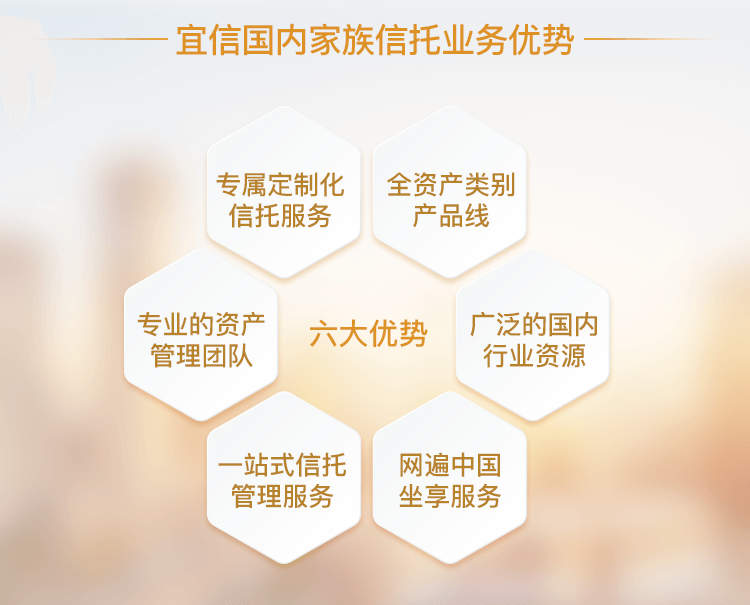 宜信国内家族信托业务优势
专属定制化
信托服务
全资产类别
产品线
专业的资产
管理团队
六大优势
广泛的国内
行业资源
一站式信托
管理服务
网遍中国
坐享服务